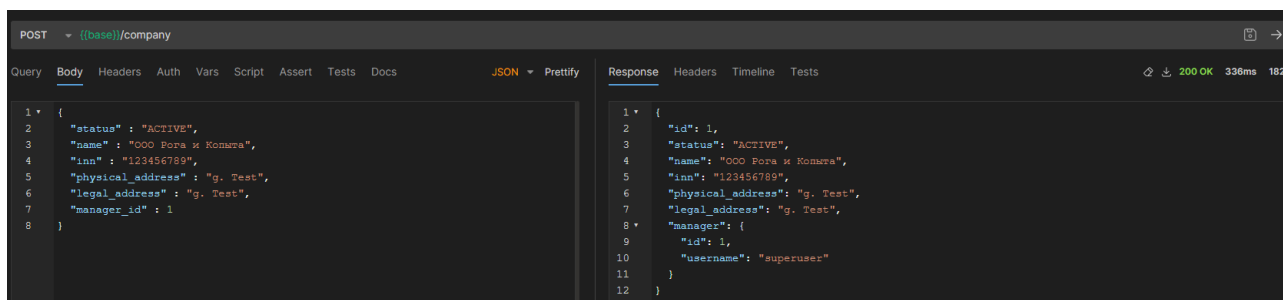 POST {{base}}/company
Query Body Headers Auth Vars Script Assert Tests Docs JSON Prettify
1 {
2 "status" : "ACTIVE",
3 "name" : "ООО Рога и Копыта",
4 "inn" : "123456789",
5 "physical_address" : "g. Test",
6 "legal_address" : "g. Test",
7 "manager_id" : 1
8 }
Response Headers Timeline Tests 200 OK 336ms 182
1 {
2 "id": 1,
3 "status": "ACTIVE",
4 "name": "ООО Рога и Копыта",
5 "inn": "123456789",
6 "physical_address": "g. Test",
7 "legal_address": "g. Test",
8 "manager": {
9 "id": 1,
10 "username": "superuser"
11 }
12 }